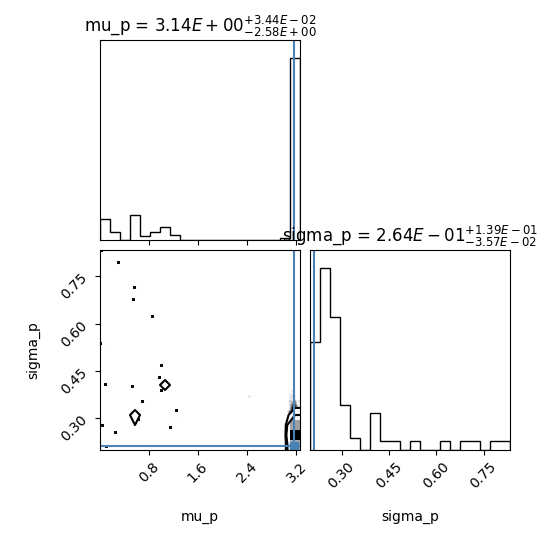 mu_p = 3.14E + 00+3.44E−02 −2.58E+00
sigma_p = 2.64E − 01+1.39E−01 −3.57E−02
0.75
0.60
0.45
0.30
sigma_p
0.8 1.6 2.4 3.2
0.30 0.45 0.60 0.75
mu_p
sigma_p